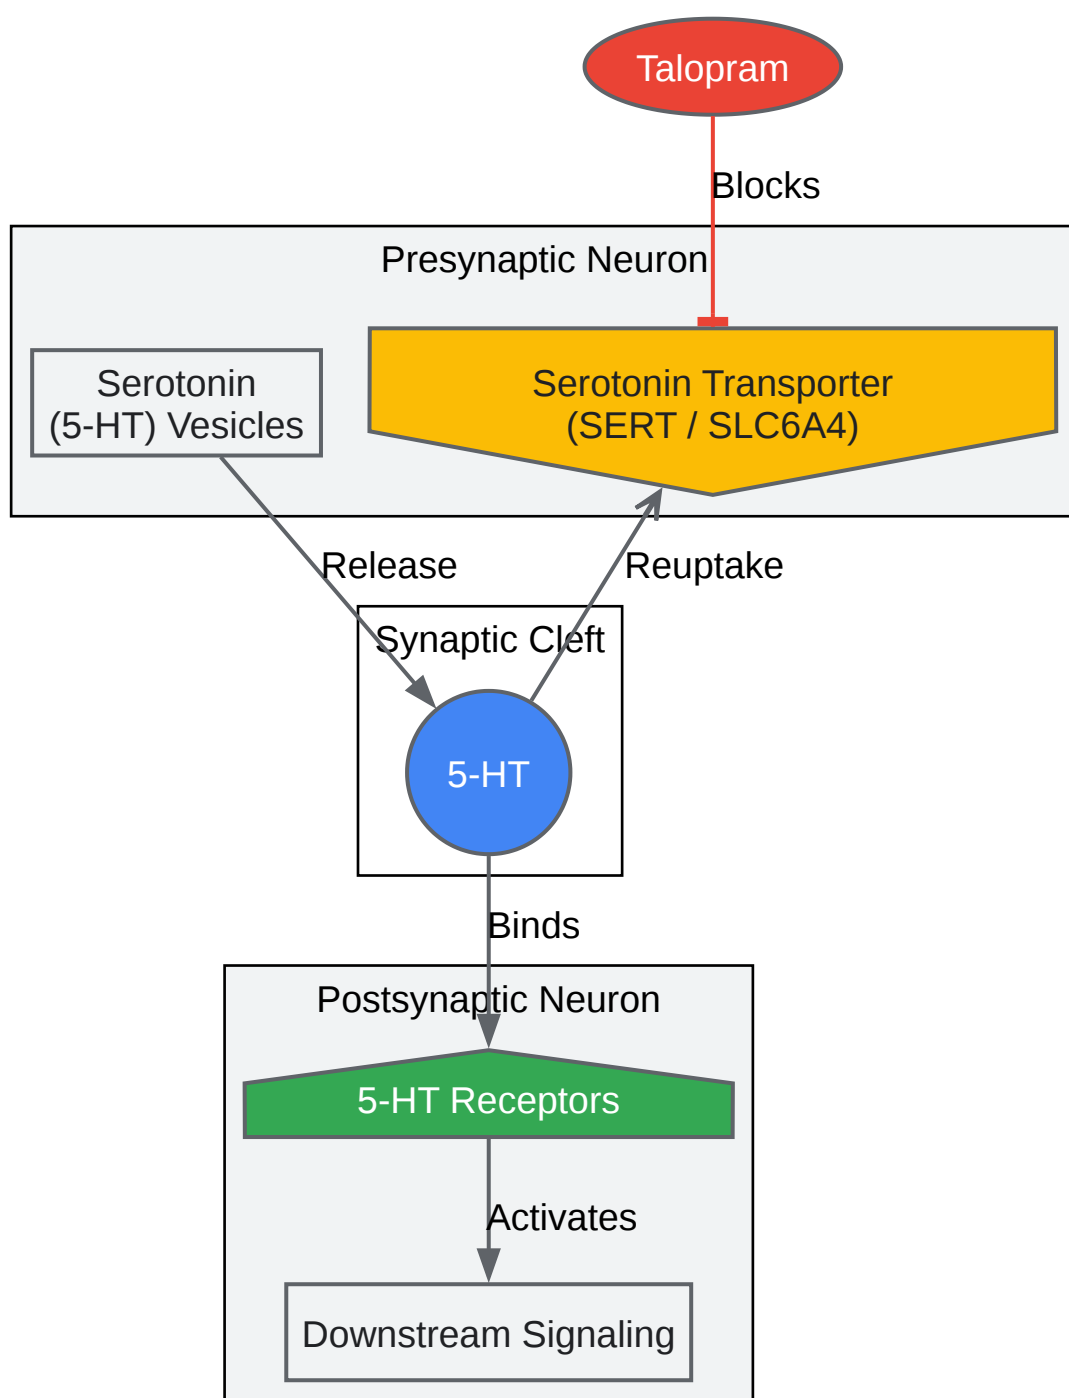 Talopram
Blocks
Presynaptic Neuron
Serotonin
(5-HT) Vesicles
Serotonin Transporter
(SERT / SLC6A4)
Release
Reuptake
Synaptic Cleft
5-HT
Binds
Postsynaptic Neuron
5-HT Receptors
Activates
Downstream Signaling